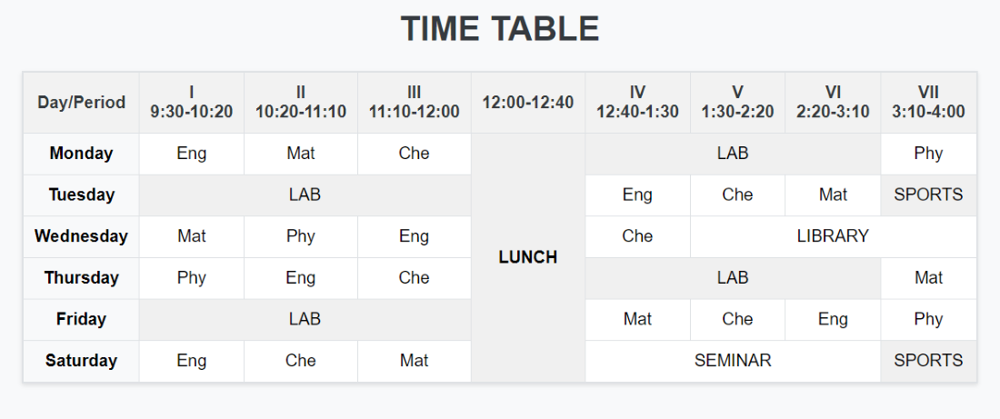 TIME TABLE
Day/Period I 9:30-10:20 II 10:20-11:10 III 11:10-12:00 12:00-12:40 IV 12:40-1:30 V 1:30-2:20 VI 2:20-3:10 VII 3:10-4:00
Monday Eng Mat Che LUNCH LAB Phy
Tuesday LAB Eng Che Mat SPORTS
Wednesday Mat Phy Eng Che LIBRARY
Thursday Phy Eng Che LAB Mat
Friday LAB Mat Che Eng Phy
Saturday Eng Che Mat SEMINAR SPORTS